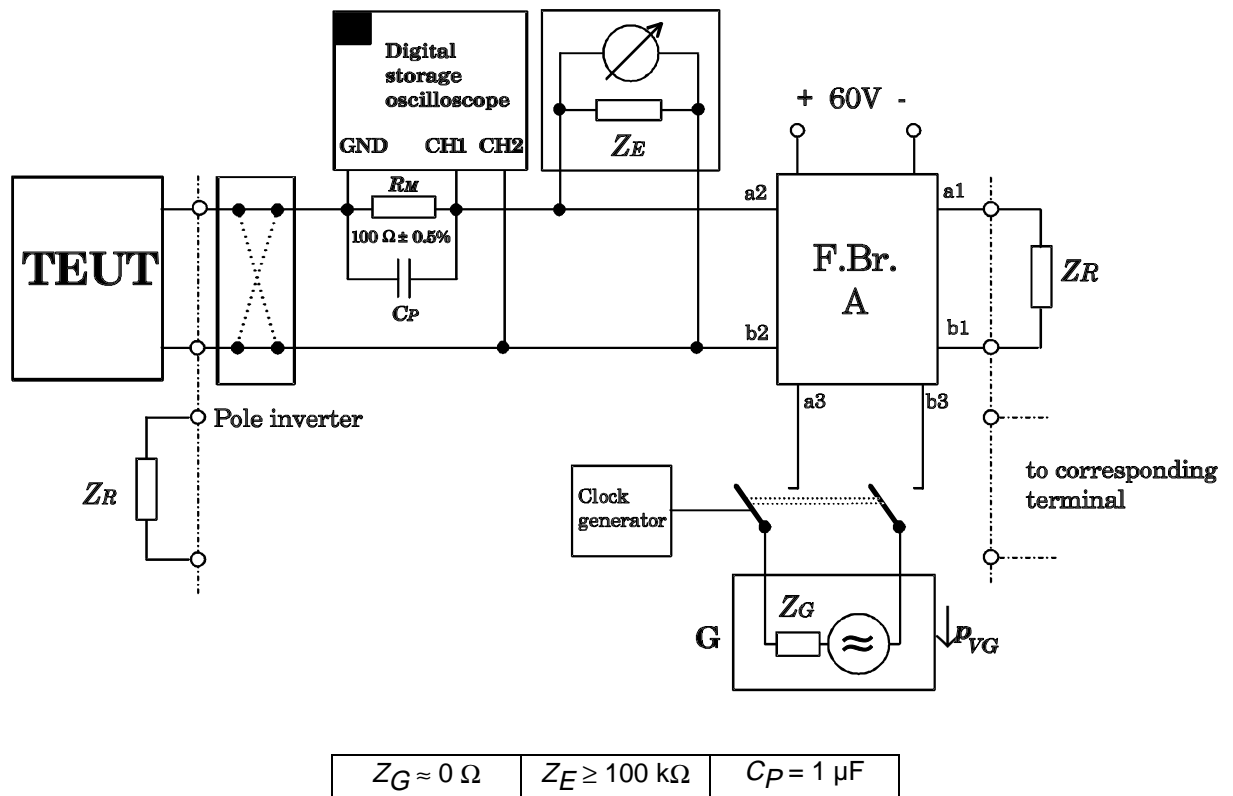 Digital
storage
oscilloscope
GND CH1 CH2
ZE
+ 60V -
TEUT
RM
100 Ω ± 0.5%
CP
a2
a1
F.Br.
A
ZR
b2
b1
a3
b3
Pole inverter
ZR
to corresponding
terminal
Clock
generator
ZG
G
≈
pVG
ZG ≈ 0 Ω ZE ≥ 100 kΩ CP = 1 µF